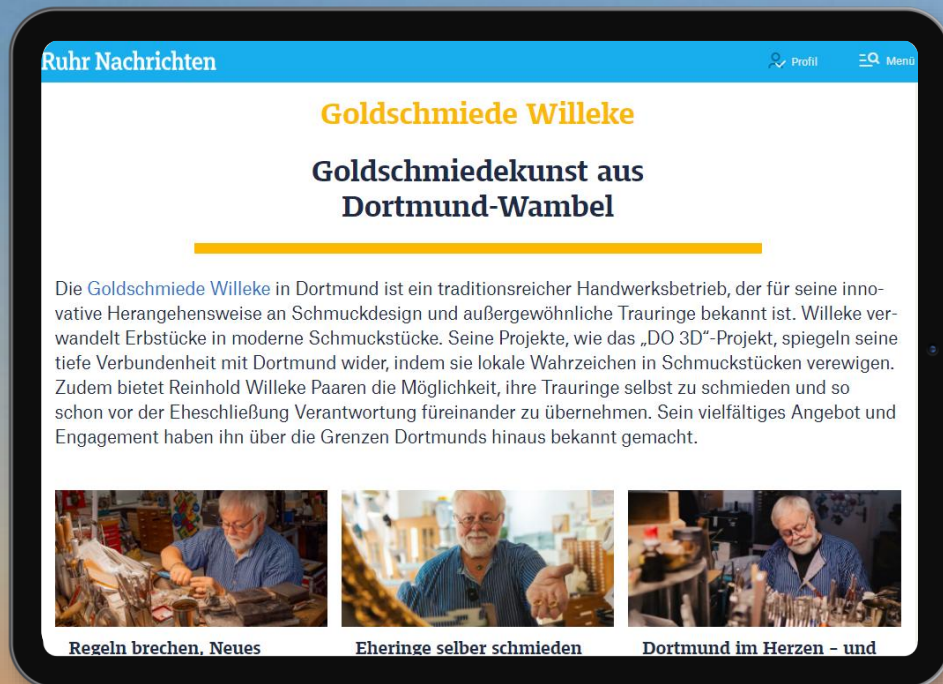 Ruhr Nachrichten
Profil
Menü
Goldschmiede Willeke
Goldschmiedekunst aus
Dortmund-Wambel
Die Goldschmiede Willeke in Dortmund ist ein traditionsreicher Handwerksbetrieb, der für seine inno-
vative Herangehensweise an Schmuckdesign und außergewöhnliche Trauringe bekannt ist. Willeke ver-
wandelt Erbstücke in moderne Schmuckstücke. Seine Projekte, wie das „DO 3D“-Projekt, spiegeln seine
tiefe Verbundenheit mit Dortmund wider, indem sie lokale Wahrzeichen in Schmuckstücken verewigen.
Zudem bietet Reinhold Willeke Paaren die Möglichkeit, ihre Trauringe selbst zu schmieden und so
schon vor der Eheschließung Verantwortung füreinander zu übernehmen. Sein vielfältiges Angebot und
Engagement haben ihn über die Grenzen Dortmunds hinaus bekannt gemacht.
Regeln brechen, Neues
Eheringe selber schmieden
Dortmund im Herzen – und